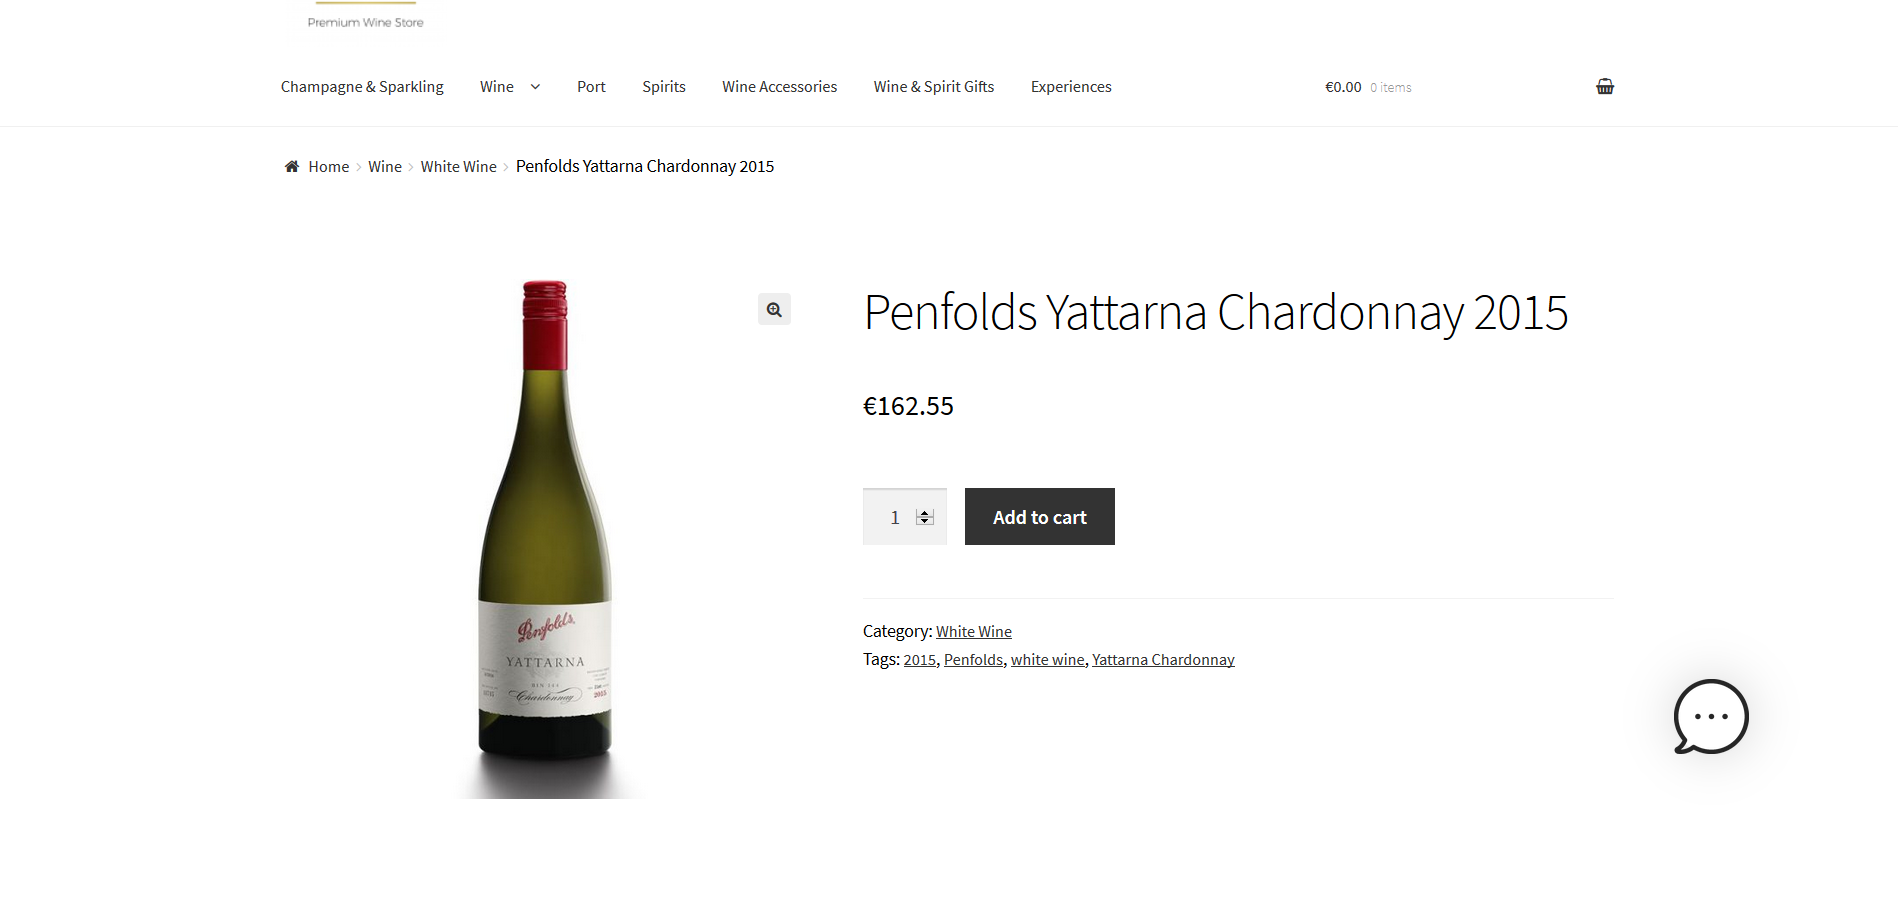 Premium Wine Store
Champagne & Sparkling Wine Port Spirits Wine Accessories Wine & Spirit Gifts Experiences €0.00 0 items
Home Wine White Wine Penfolds Yattarna Chardonnay 2015
Penfolds Yattarna Chardonnay 2015
€162.55
1 Add to cart
Category: White Wine
Tags: 2015, Penfolds, white wine, Yattarna Chardonnay
Penfolds.
YATTARNA
BIN 144
Chardonnay
2015